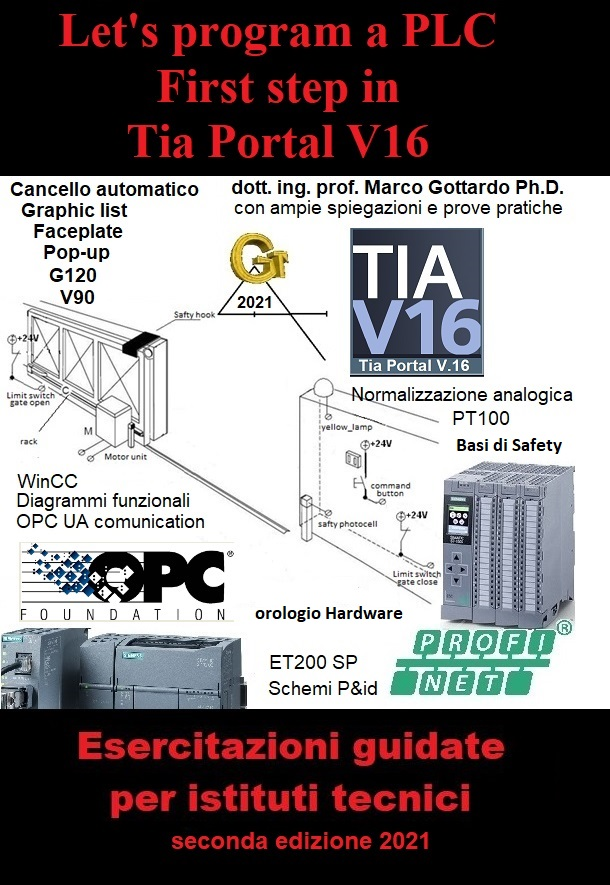 Let's program a PLC
First step in
Tia Portal V16
Cancello automatico
Graphic list
Faceplate
Pop-up
G120
V90
dott. ing. prof. Marco Gottardo Ph.D.
con ampie spiegazioni e prove pratiche
GT
2021
TIA
V16
Tia Portal V.16
Safty hook
+24V
Limit switch
gate open
C
rack
M
Motor unit
Normalizzazione analogica
PT100
Basi di Safety
yellow_lamp
+24V
command
button
+24V
safty photocell
Limit switch
gate close
WinCC
Diagrammi funzionali
OPC UA comunication
OPC®
FOUNDATION
orologio Hardware
ET200 SP
Schemi P&id
SIEMENS
PROFI®
NET
Esercitazioni guidate
per istituti tecnici
seconda edizione 2021